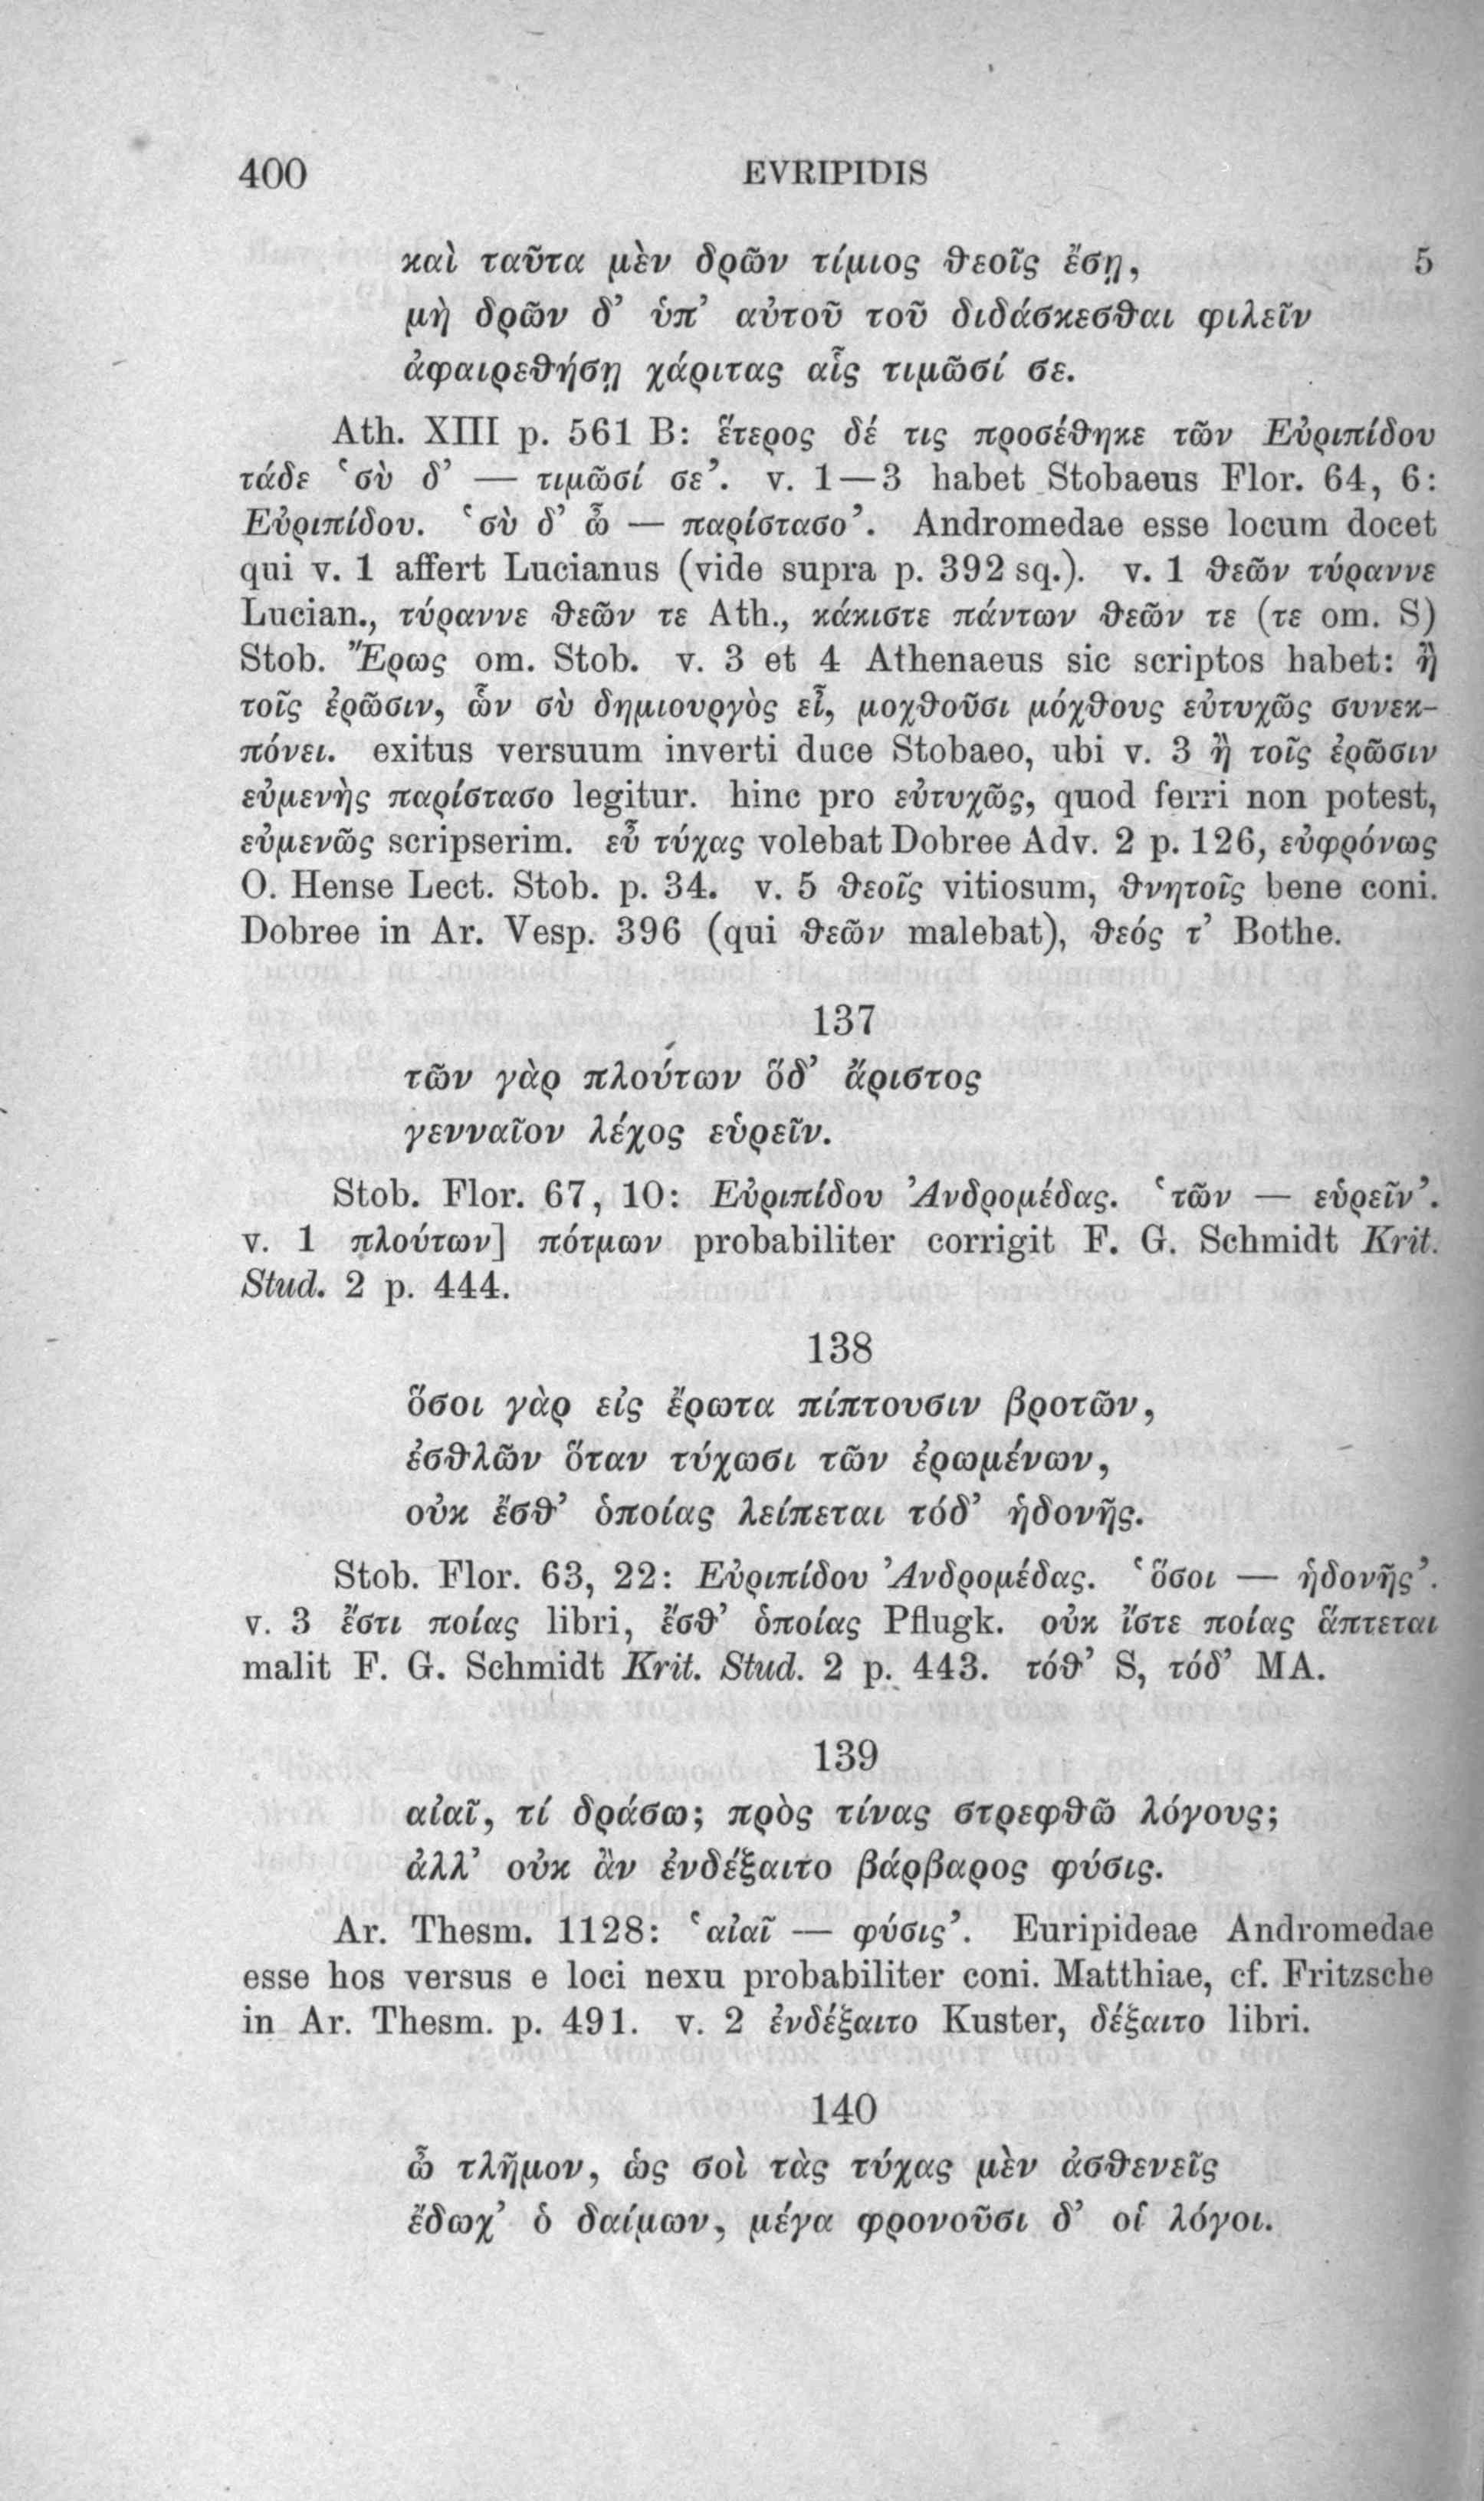 400 EVRIPIDIS
καὶ ταῦτα μὲν δρῶν τίμιος θεοῖς ἔσῃ, 5
μὴ δρῶν δ’ ὑπ’ αὐτοῦ τοῦ διδάσκεσθαι φιλεῖν
ἀφαιρεθήσῃ χάριτας αἷς τιμῶσί σε.
Ath. XIII p. 561 B: ἕτερος δέ τις προσέθηκε τῶν Εὐριπίδου
τάδε ‘σὺ δ’ — τιμῶσί σε’. v. 1—3 habet Stobaeus Flor. 64, 6:
Εὐριπίδου. ‘σὺ δ’ ὦ — παρίστασο’. Andromedae esse locum docet
qui v. 1 affert Lucianus (vide supra p. 392 sq.). v. 1 θεῶν τύραννε
Lucian., τύραννε θεῶν τε Ath., κάκιστε πάντων θεῶν τε (τε om. S)
Stob. Ἔρως om. Stob. v. 3 et 4 Athenaeus sic scriptos habet: ἢ
τοῖς ἐρῶσιν, ὧν σὺ δημιουργὸς εἶ, μοχθοῦσι μόχθους εὐτυχῶς συνεκ-
πόνει. exitus versuum inverti duce Stobaeo, ubi v. 3 ἢ τοῖς ἐρῶσιν
εὐμενὴς παρίστασο legitur. hinc pro εὐτυχῶς, quod ferri non potest,
εὐμενῶς scripserim. εὖ τύχας volebat Dobree Adv. 2 p. 126, εὐφρόνως
O. Hense Lect. Stob. p. 34. v. 5 θεοῖς vitiosum, θνητοῖς bene coni.
Dobree in Ar. Vesp. 396 (qui θεῶν malebat), θεός τ’ Bothe.
137
τῶν γὰρ πλούτων ὅδ’ ἄριστος
γενναῖον λέχος εὑρεῖν.
Stob. Flor. 67, 10: Εὐριπίδου Ἀνδρομέδας. ‘τῶν — εὑρεῖν’.
v. 1 πλούτων] πότμων probabiliter corrigit F. G. Schmidt Krit.
Stud. 2 p. 444.
138
ὅσοι γὰρ εἰς ἔρωτα πίπτουσιν βροτῶν,
ἐσθλῶν ὅταν τύχωσι τῶν ἐρωμένων,
οὐκ ἔσθ’ ὁποίας λείπεται τόδ’ ἡδονῆς.
Stob. Flor. 63, 22: Εὐριπίδου Ἀνδρομέδας. ‘ὅσοι — ἡδονῆς’.
v. 3 ἔστι ποίας libri, ἔσθ’ ὁποίας Pflugk. οὐκ ἴστε ποίας ἅπτεται
malit F. G. Schmidt Krit. Stud. 2 p. 443. τόθ’ S, τόδ’ MA.
139
αἰαῖ, τί δράσω; πρὸς τίνας στρεφθῶ λόγους;
ἀλλ’ οὐκ ἂν ἐνδέξαιτο βάρβαρος φύσις.
Ar. Thesm. 1128: ‘αἰαῖ — φύσις’. Euripideae Andromedae
esse hos versus e loci nexu probabiliter coni. Matthiae, cf. Fritzsche
in Ar. Thesm. p. 491. v. 2 ἐνδέξαιτο Kuster, δέξαιτο libri.
140
ὦ τλῆμον, ὡς σοὶ τὰς τύχας μὲν ἀσθενεῖς
ἔδωχ’ ὁ δαίμων, μέγα φρονοῦσι δ’ οἱ λόγοι.